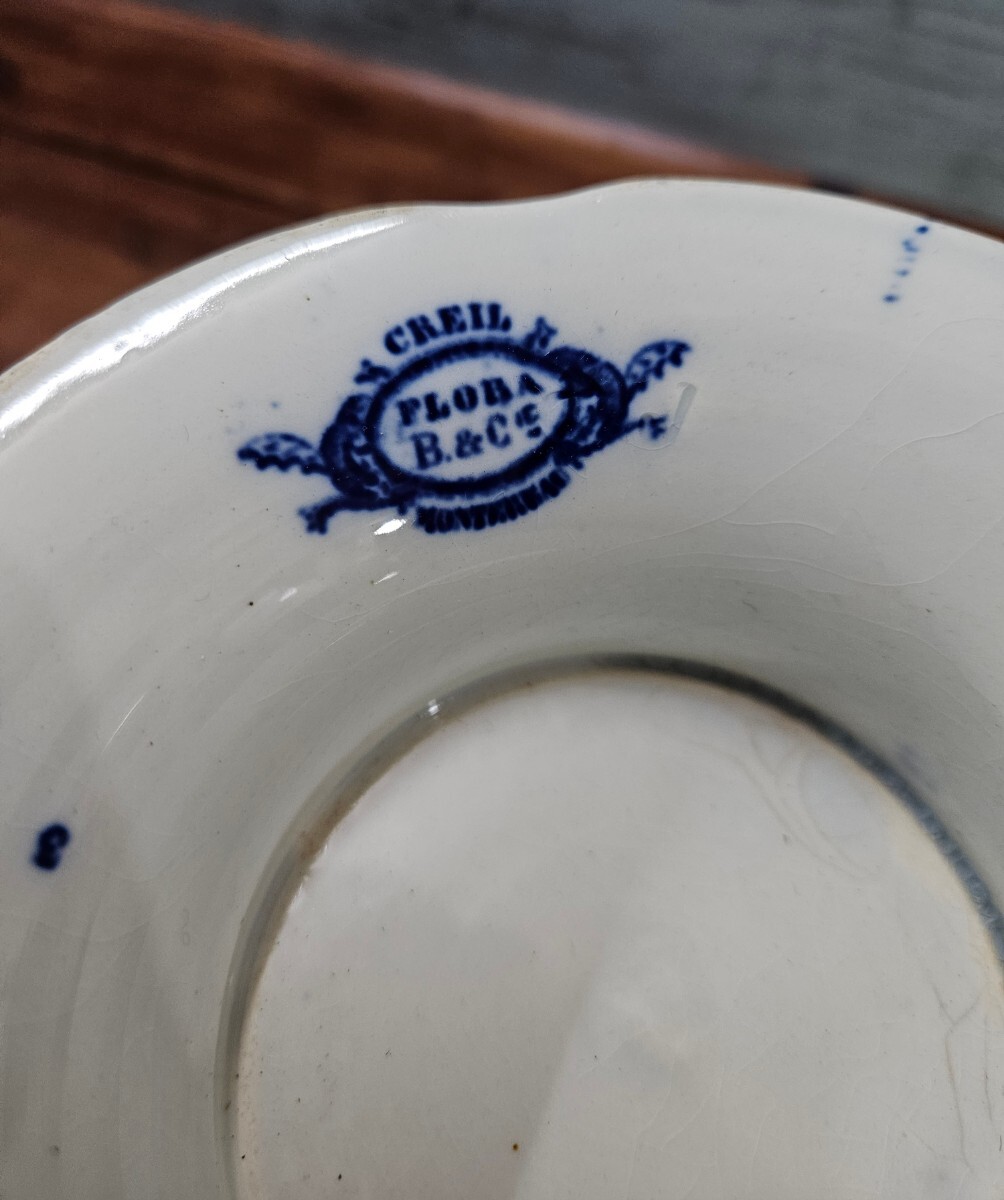 CREIL
FLORA
B. & Cie
MONTEREAU